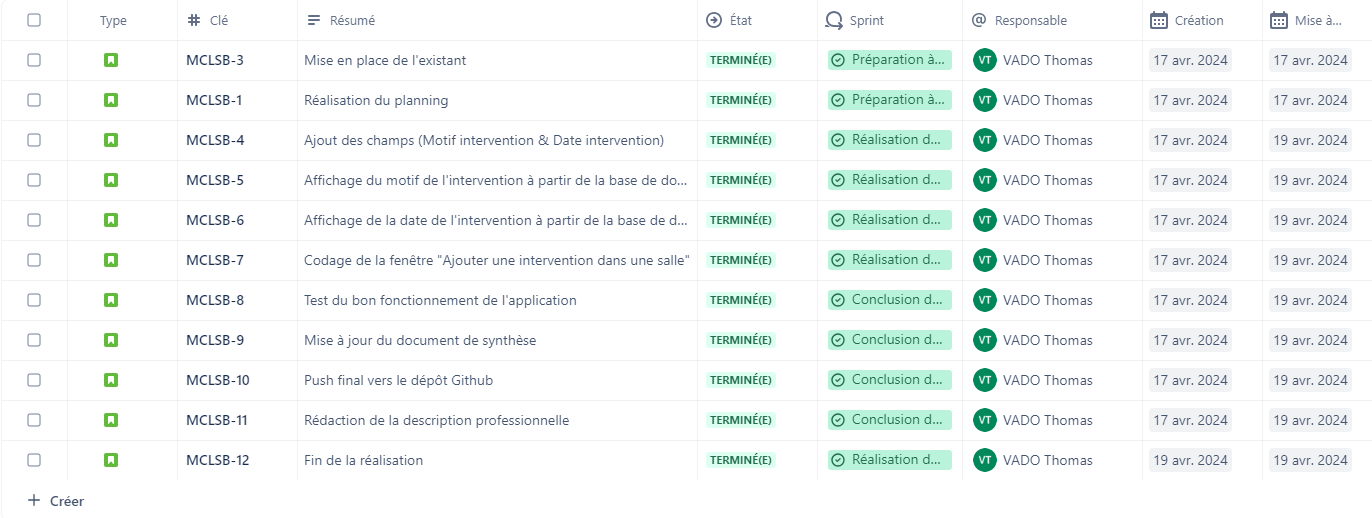 Type Clé Résumé État Sprint Responsable Création Mise à...
MCLSB-3 Mise en place de l'existant TERMINÉ(E) Préparation à... VT VADO Thomas 17 avr. 2024 17 avr. 2024
MCLSB-1 Réalisation du planning TERMINÉ(E) Préparation à... VT VADO Thomas 17 avr. 2024 17 avr. 2024
MCLSB-4 Ajout des champs (Motif intervention & Date intervention) TERMINÉ(E) Réalisation d... VT VADO Thomas 17 avr. 2024 19 avr. 2024
MCLSB-5 Affichage du motif de l'intervention à partir de la base de do... TERMINÉ(E) Réalisation d... VT VADO Thomas 17 avr. 2024 19 avr. 2024
MCLSB-6 Affichage de la date de l'intervention à partir de la base de d... TERMINÉ(E) Réalisation d... VT VADO Thomas 17 avr. 2024 19 avr. 2024
MCLSB-7 Codage de la fenêtre "Ajouter une intervention dans une salle" TERMINÉ(E) Réalisation d... VT VADO Thomas 17 avr. 2024 19 avr. 2024
MCLSB-8 Test du bon fonctionnement de l'application TERMINÉ(E) Conclusion d... VT VADO Thomas 17 avr. 2024 19 avr. 2024
MCLSB-9 Mise à jour du document de synthèse TERMINÉ(E) Conclusion d... VT VADO Thomas 17 avr. 2024 19 avr. 2024
MCLSB-10 Push final vers le dépôt Github TERMINÉ(E) Conclusion d... VT VADO Thomas 17 avr. 2024 19 avr. 2024
MCLSB-11 Rédaction de la description professionnelle TERMINÉ(E) Conclusion d... VT VADO Thomas 17 avr. 2024 19 avr. 2024
MCLSB-12 Fin de la réalisation TERMINÉ(E) Réalisation d... VT VADO Thomas 19 avr. 2024 19 avr. 2024
+ Créer